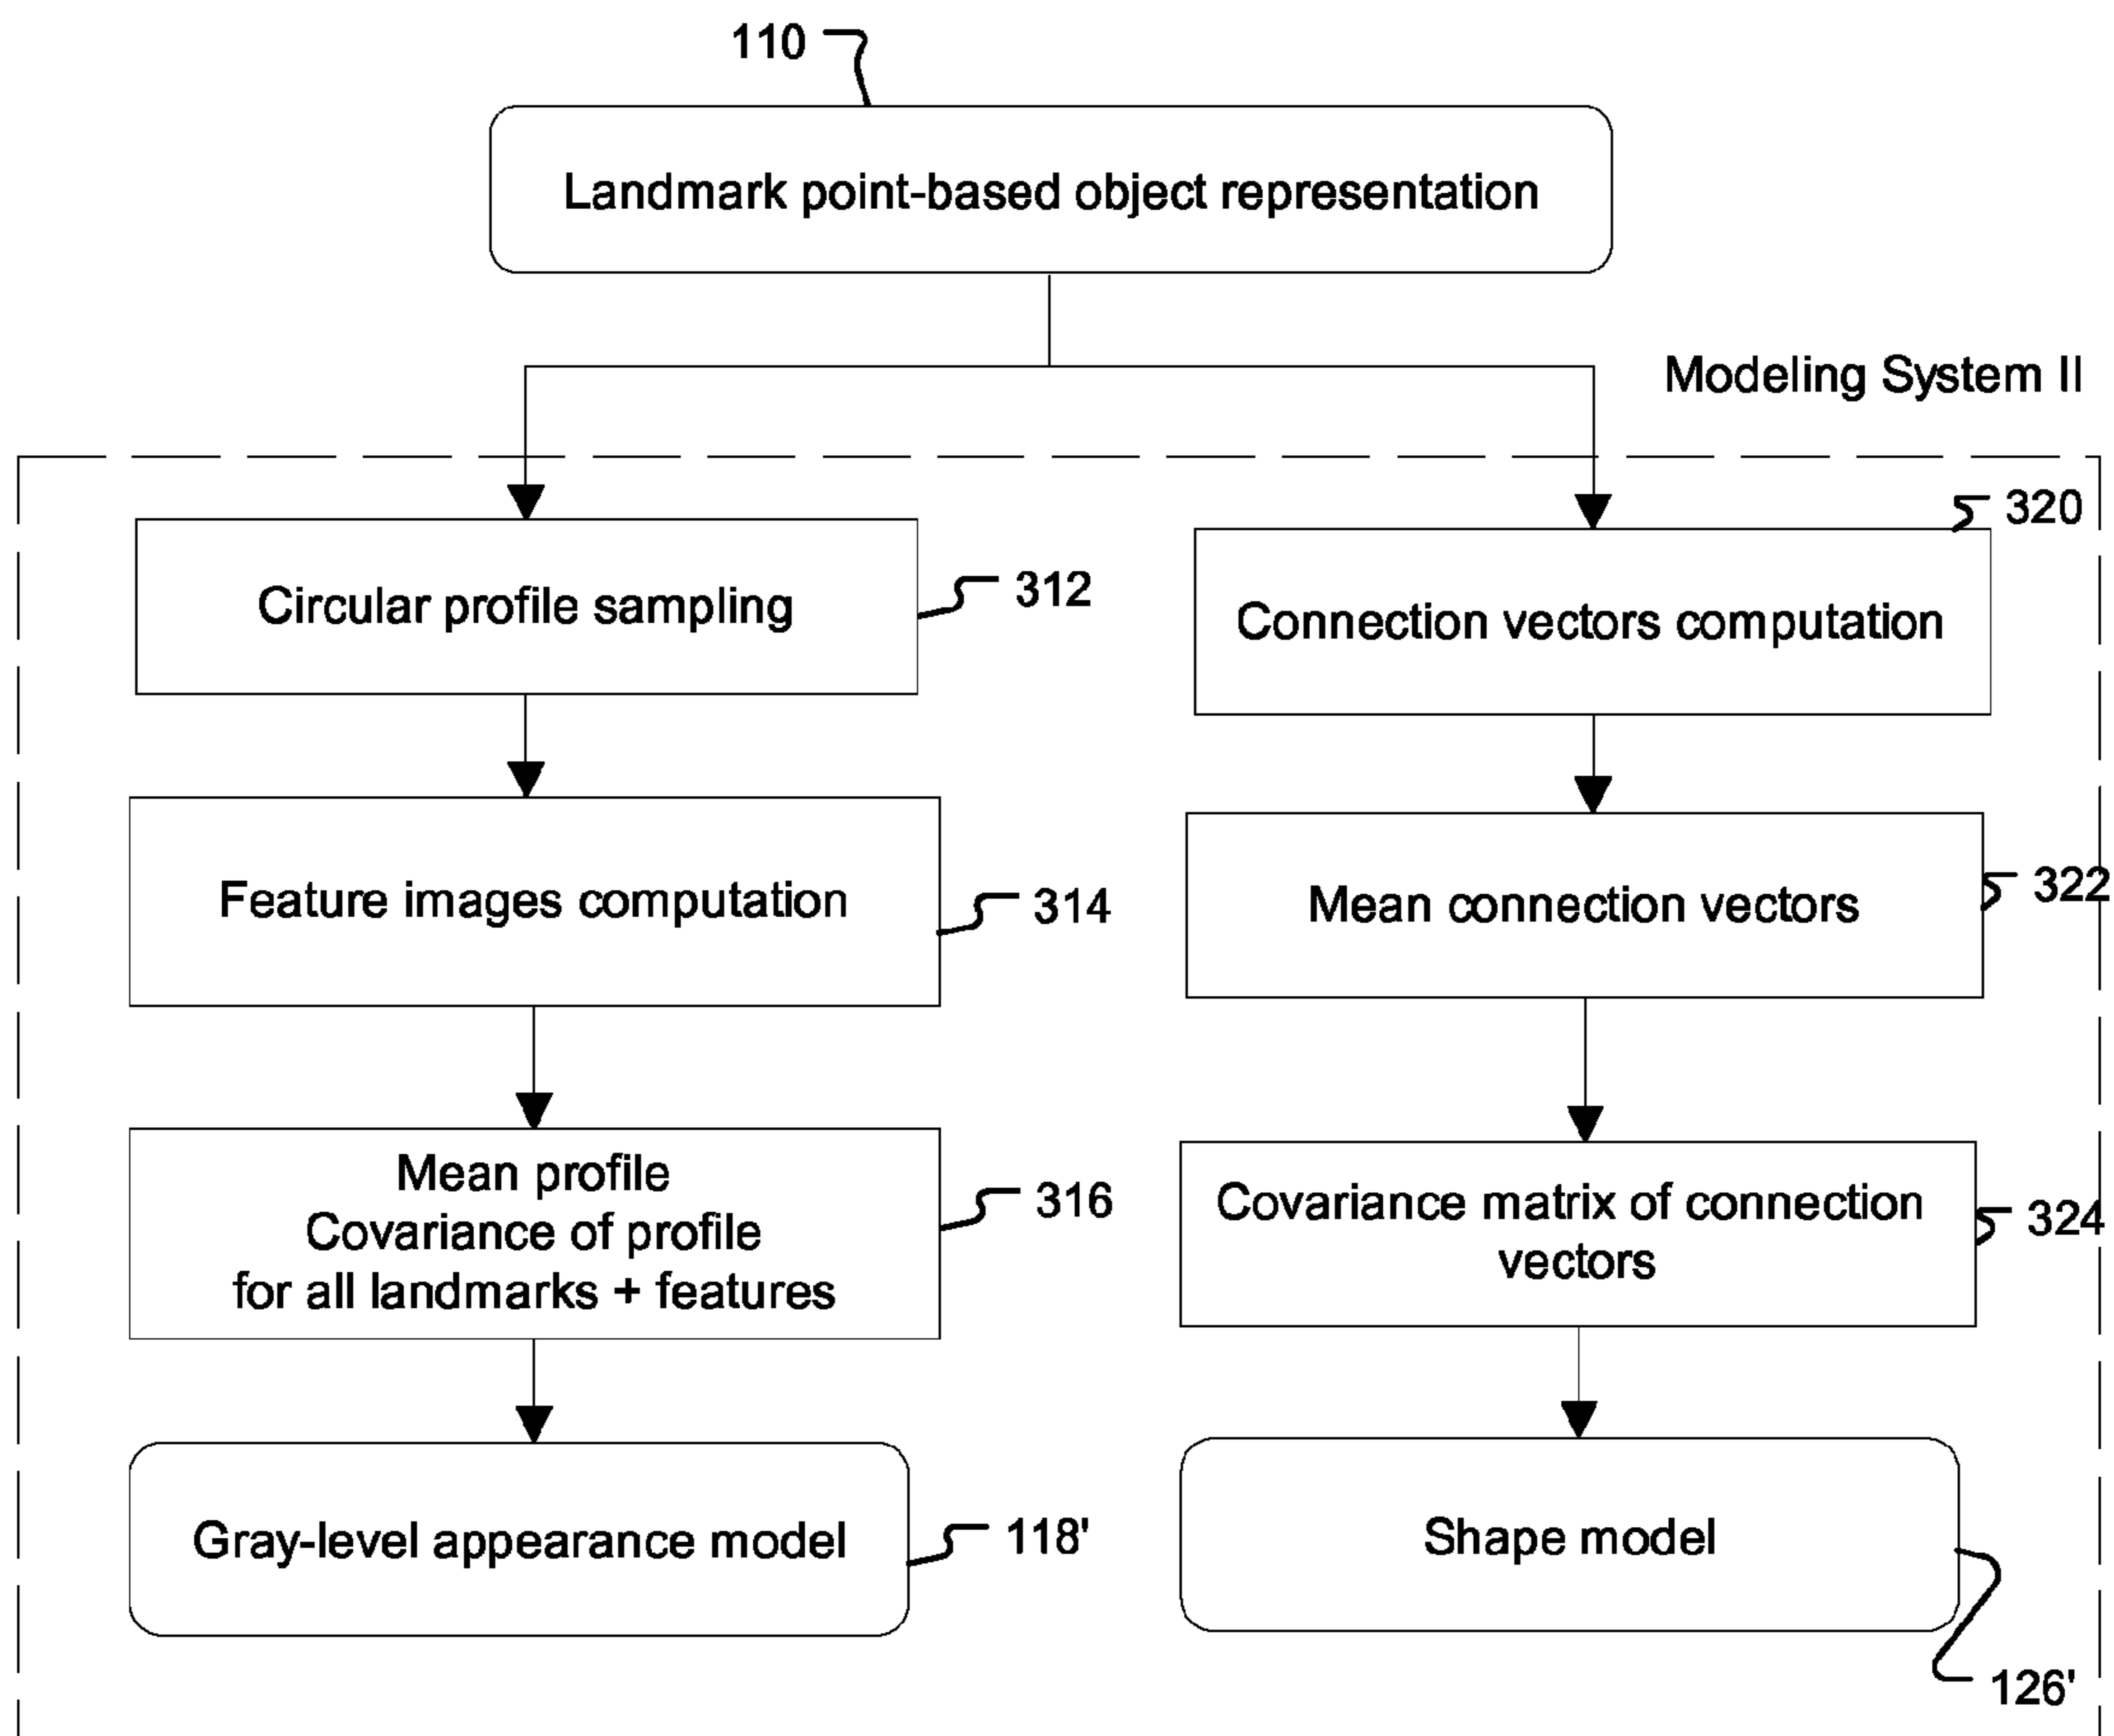 110
Landmark point-based object representation
Modeling System II
Circular profile sampling
312
Feature images computation
314
Mean profile
Covariance of profile
for all landmarks + features
316
Gray-level appearance model
118'
320
Connection vectors computation
Mean connection vectors
322
Covariance matrix of connection
vectors
324
Shape model
126'